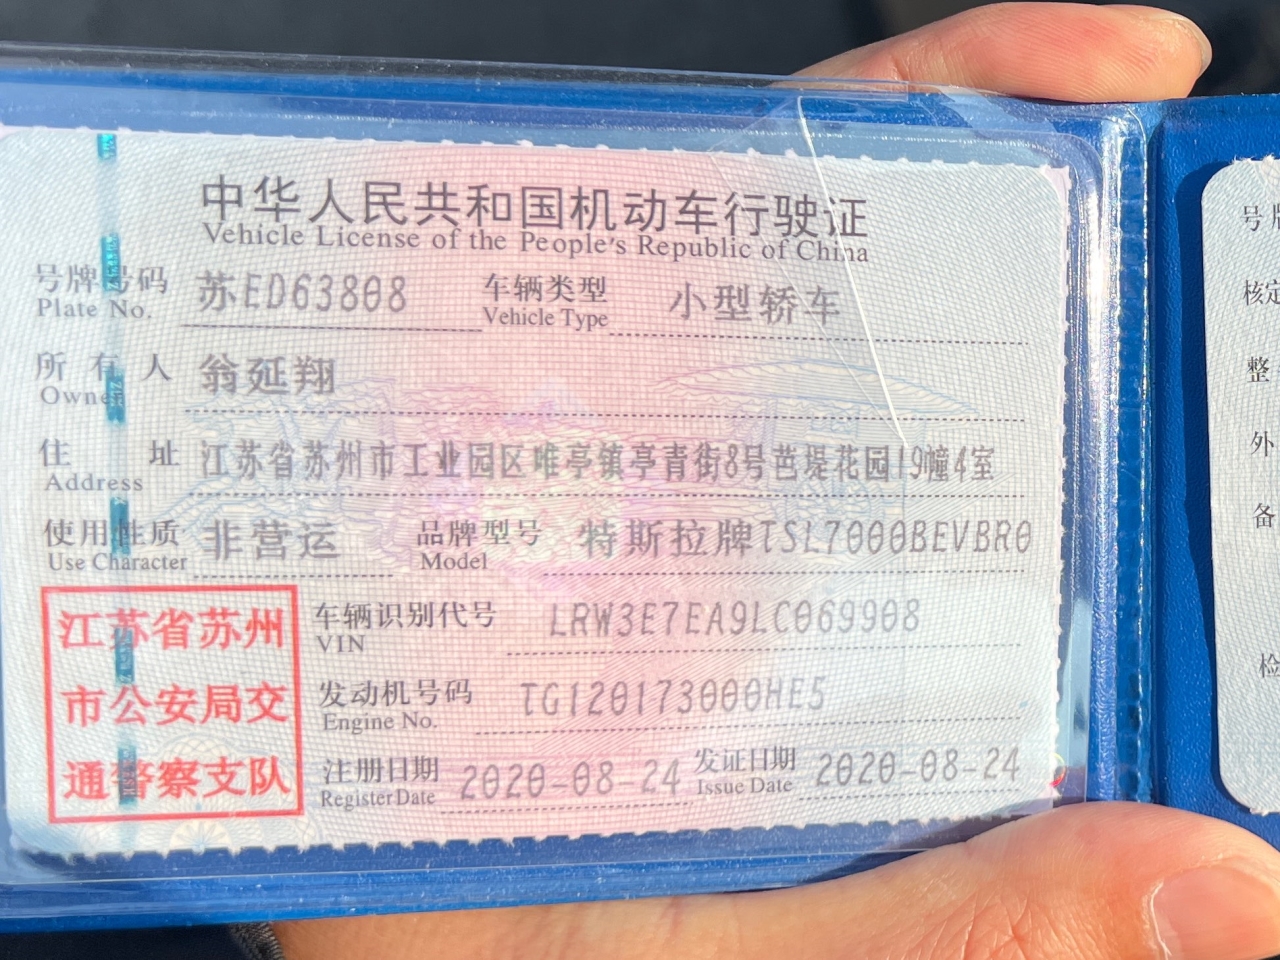 中华人民共和国机动车行驶证
Vehicle License of the People's Republic of China
号牌号码 苏ED63808 车辆类型 小型轿车
Plate No. Vehicle Type
所有人 翁延翔
Owner
住址 江苏省苏州市工业园区唯亭镇亭青街8号芭堤花园19幢4室
Address
使用性质 非营运 品牌型号 特斯拉牌TSL7000BEVBR0
Use Character Model
江苏省苏州
市公安局交
通警察支队
车辆识别代号 LRW3E7EA9LC069908
VIN
发动机号码 TG120173000HE5
Engine No.
注册日期 2020-08-24 发证日期 2020-08-24
Register Date Issue Date
号牌
核定
整
外
备
检